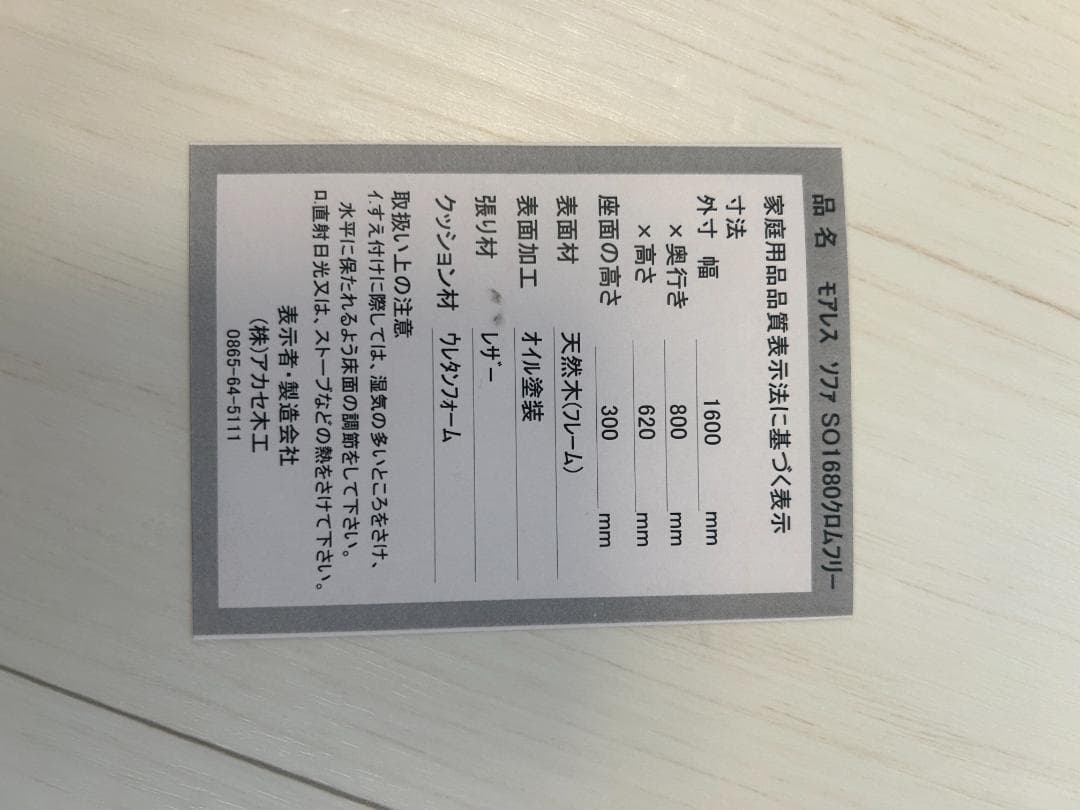 品名 モアレス ソファ SO1680クロムフリー
家庭用品品質表示法に基づく表示
寸法
外寸 幅 1600 mm
×奥行き 800 mm
×高さ 620 mm
座面の高さ 300 mm
表面材 天然木(フレーム)
表面加工 オイル塗装
張り材 レザー
クッション材 ウレタンフォーム
取扱い上の注意
イ.すえ付けに際しては、湿気の多いところをさけ、
水平に保たれるよう床面の調節をして下さい。
ロ.直射日光又は、ストーブなどの熱をさけて下さい。
表示者・製造会社
(株)アカセ木工
0865-64-5111